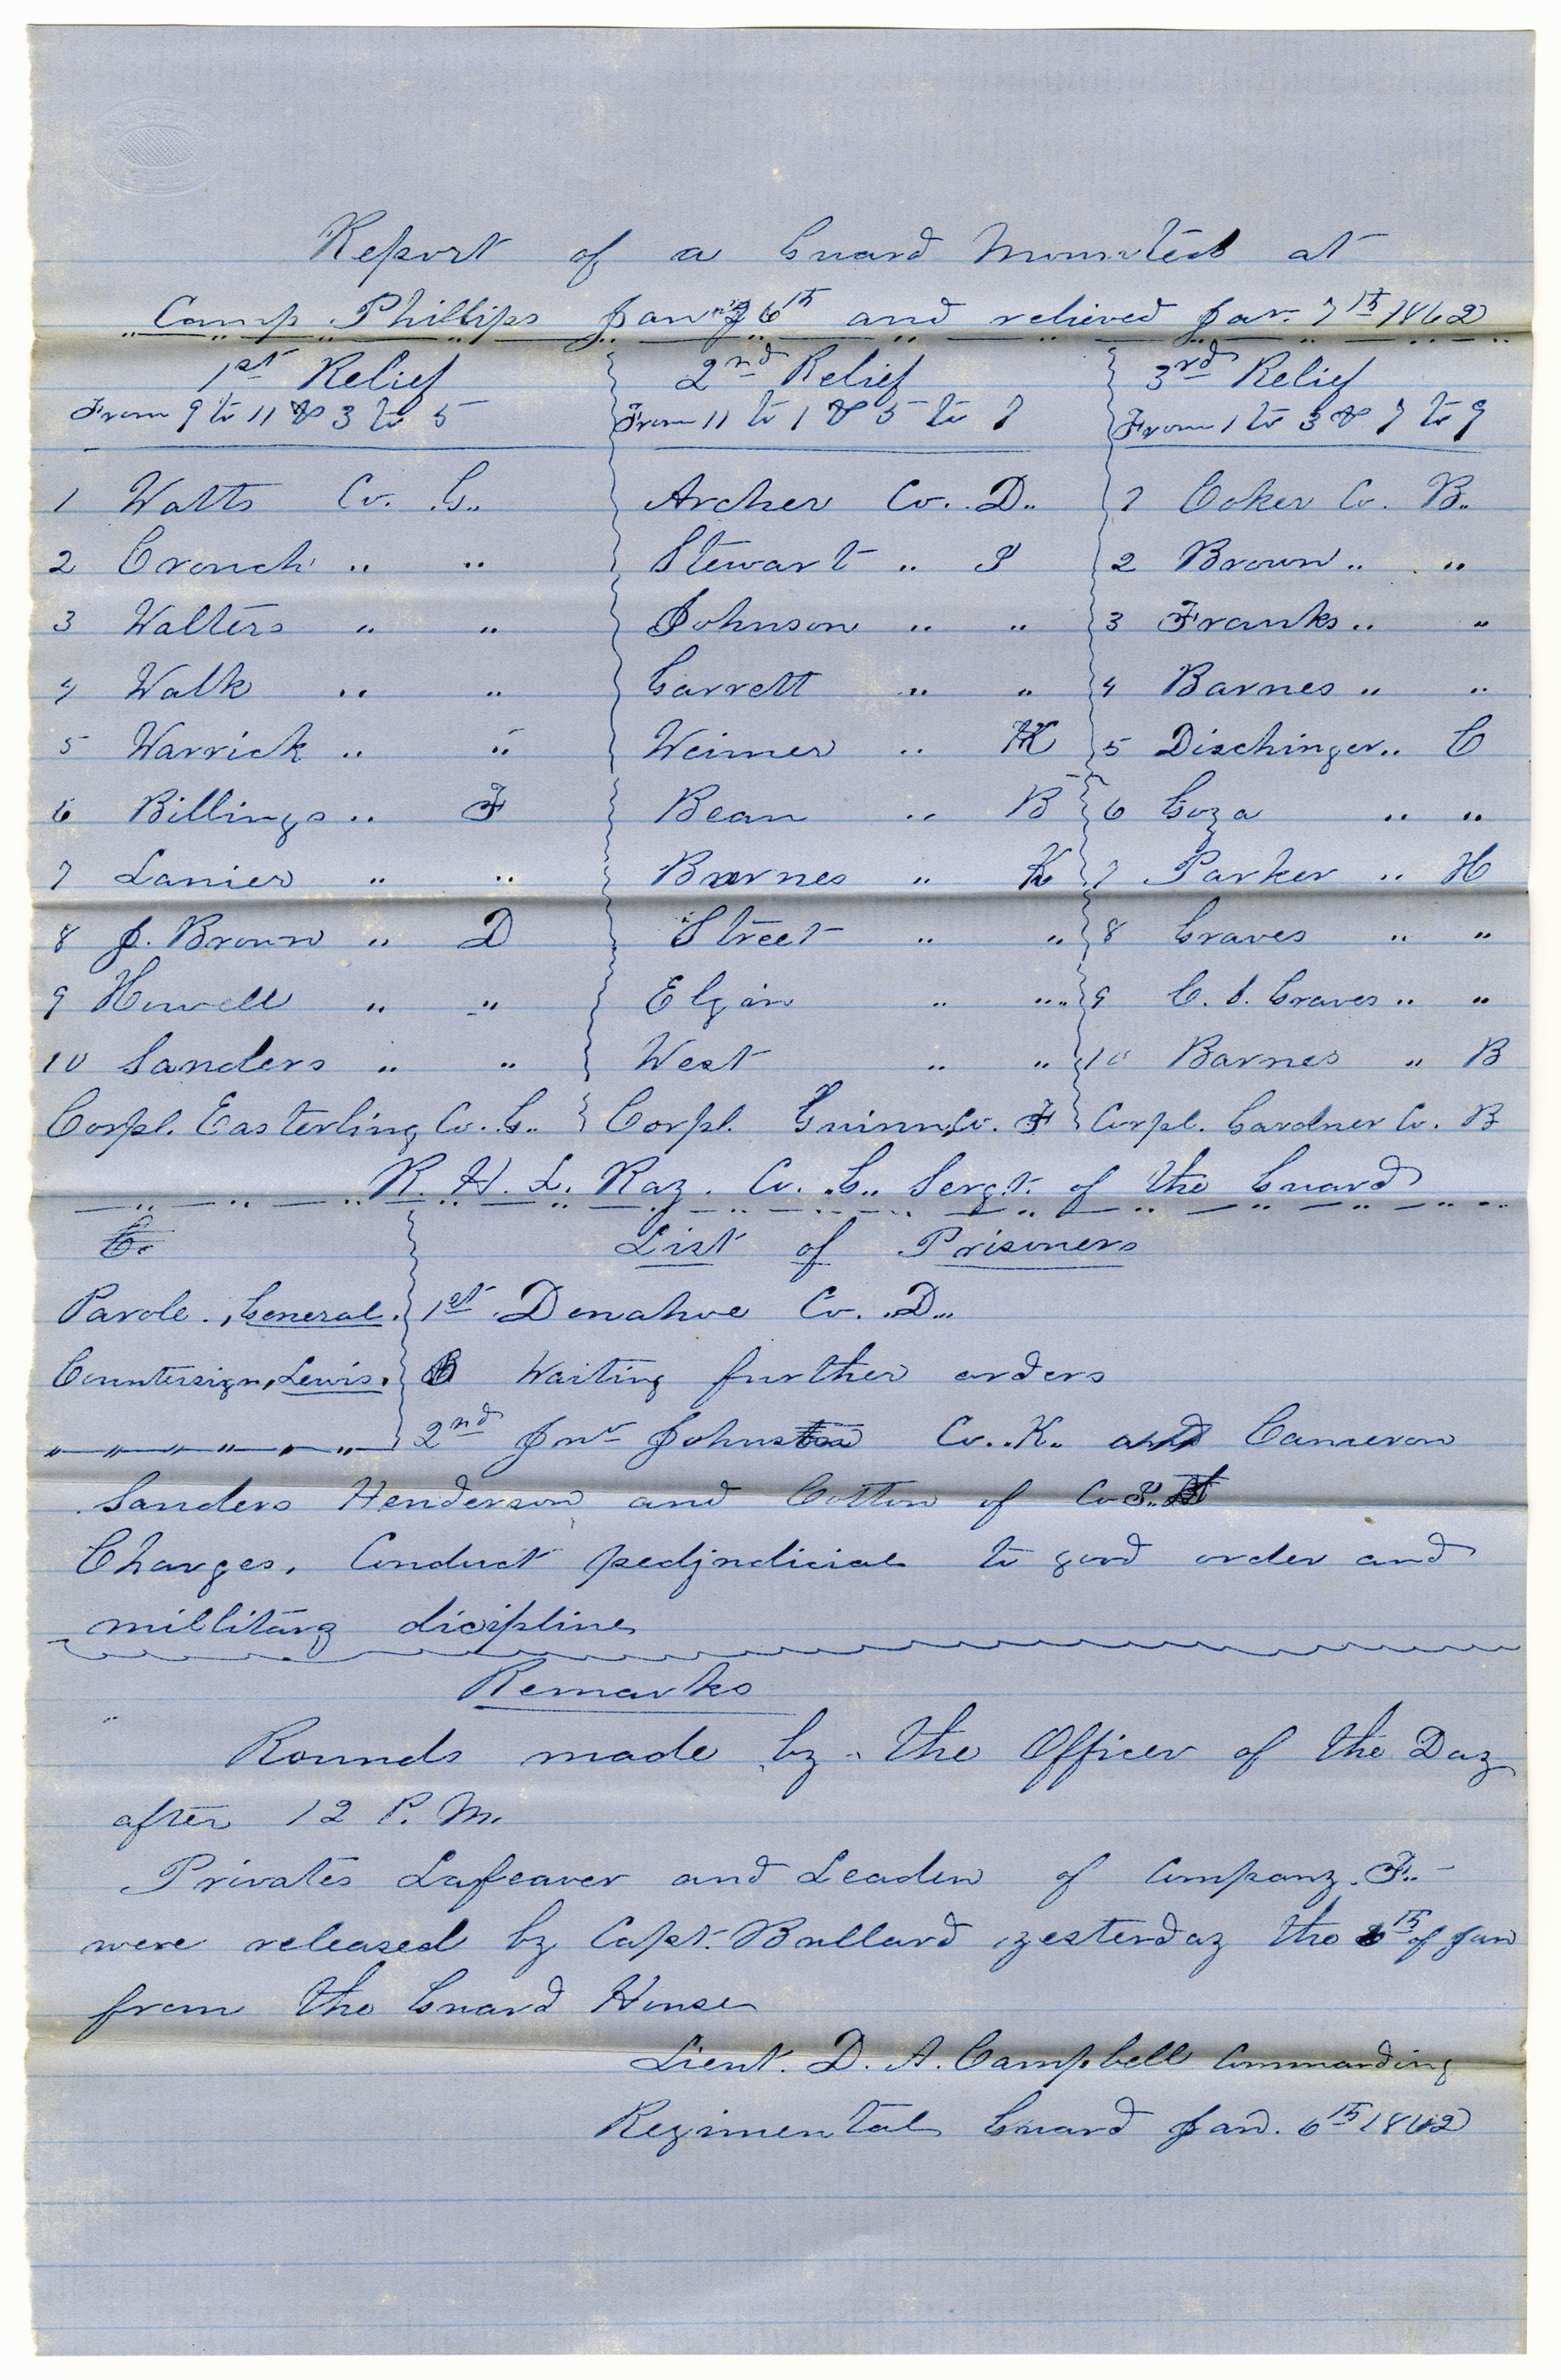 Report of a Guard Mounted at
Camp Phillips Jan'y 6th and relieved Jan. 7th 1862
1st Relief 2nd Relief 3rd Relief
From 9 to 11 & 3 to 5 From 11 to 1 & 5 to 7 From 1 to 3 & 7 to 9
1 Watts Co. G.. Archer Co. D.. 1 Coker Co. B..
2 Crouch .. .. Stewart .. I 2 Brown .. ..
3 Walters .. .. Johnson .. .. 3 Franks .. ..
4 Walk .. .. Garrett .. .. 4 Barnes .. ..
5 Warrick .. .. Weimer .. K 5 Dischinger .. C
6 Billings .. F Bean .. B 6 Goza .. ..
7 Lanier .. .. Barnes .. K 7 Parker .. H
8 J. Brown .. D Street .. .. 8 Graves .. ..
9 Howell .. .. Elgin .. .. 9 C. S. Graves .. ..
10 Sanders .. .. West .. .. 10 Barnes .. B
Corpl. Easterling Co. G.. Corpl. Guinn Co. F Corpl. Gardner Co. B
R. H. L. Ray. Co. G.. Sergt. of the Guard
List of Prisoners
Parole., General. 1st Donahoe Co. D..
Countersign, Lewis. Waiting further orders
2nd Jno Johnston Co. K. and Cameron
Sanders Henderson and Cotton of Co I..
Charges. Conduct pedjudicial to good order and
millitary dicipline
Remarks
Rounds made by the Officer of the Day
after 12 P. M.
Privates Lafeaver and Leaden of Company F..
were released by Capt. Bullard yesterday the 6th of Jan
from the Guard House
Lieut. D. A. Campbell Commanding
Regimental Guard Jan. 6th 1862